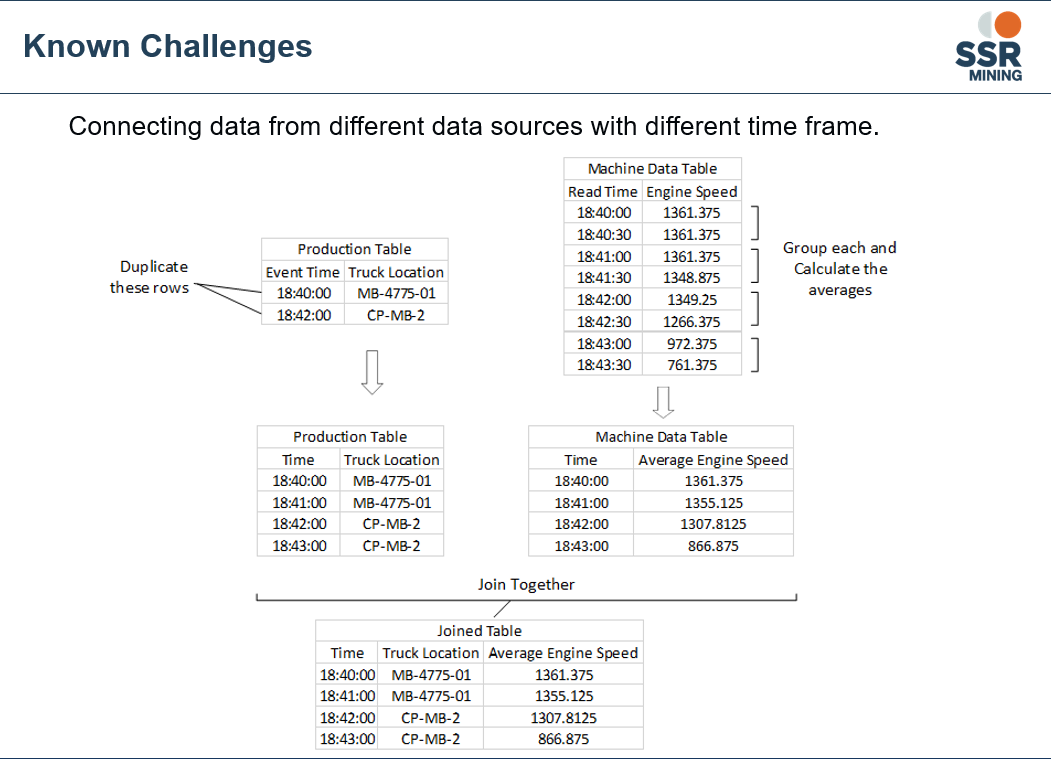 Known Challenges
SSR
MINING
Connecting data from different data sources with different time frame.
Machine Data Table
Read Time Engine Speed
18:40:00 1361.375
18:40:30 1361.375
18:41:00 1361.375
18:41:30 1348.875
18:42:00 1349.25
18:42:30 1266.375
18:43:00 972.375
18:43:30 761.375
Group each and
Calculate the
averages
Duplicate
these rows
Production Table
Event Time Truck Location
18:40:00 MB-4775-01
18:42:00 CP-MB-2
Production Table
Time Truck Location
18:40:00 MB-4775-01
18:41:00 MB-4775-01
18:42:00 CP-MB-2
18:43:00 CP-MB-2
Machine Data Table
Time Average Engine Speed
18:40:00 1361.375
18:41:00 1355.125
18:42:00 1307.8125
18:43:00 866.875
Join Together
Joined Table
Time Truck Location Average Engine Speed
18:40:00 MB-4775-01 1361.375
18:41:00 MB-4775-01 1355.125
18:42:00 CP-MB-2 1307.8125
18:43:00 CP-MB-2 866.875